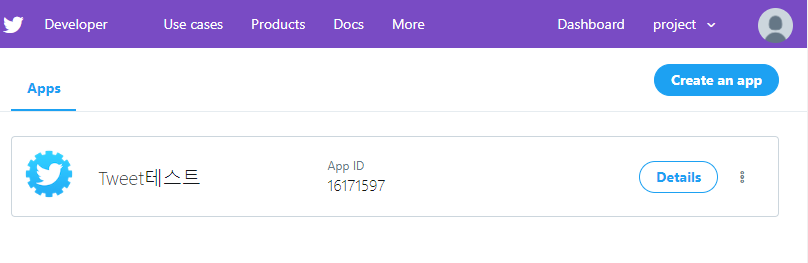 Developer Use cases Products Docs More Dashboard project
Apps
Create an app
Tweet테스트
App ID
16171597
Details